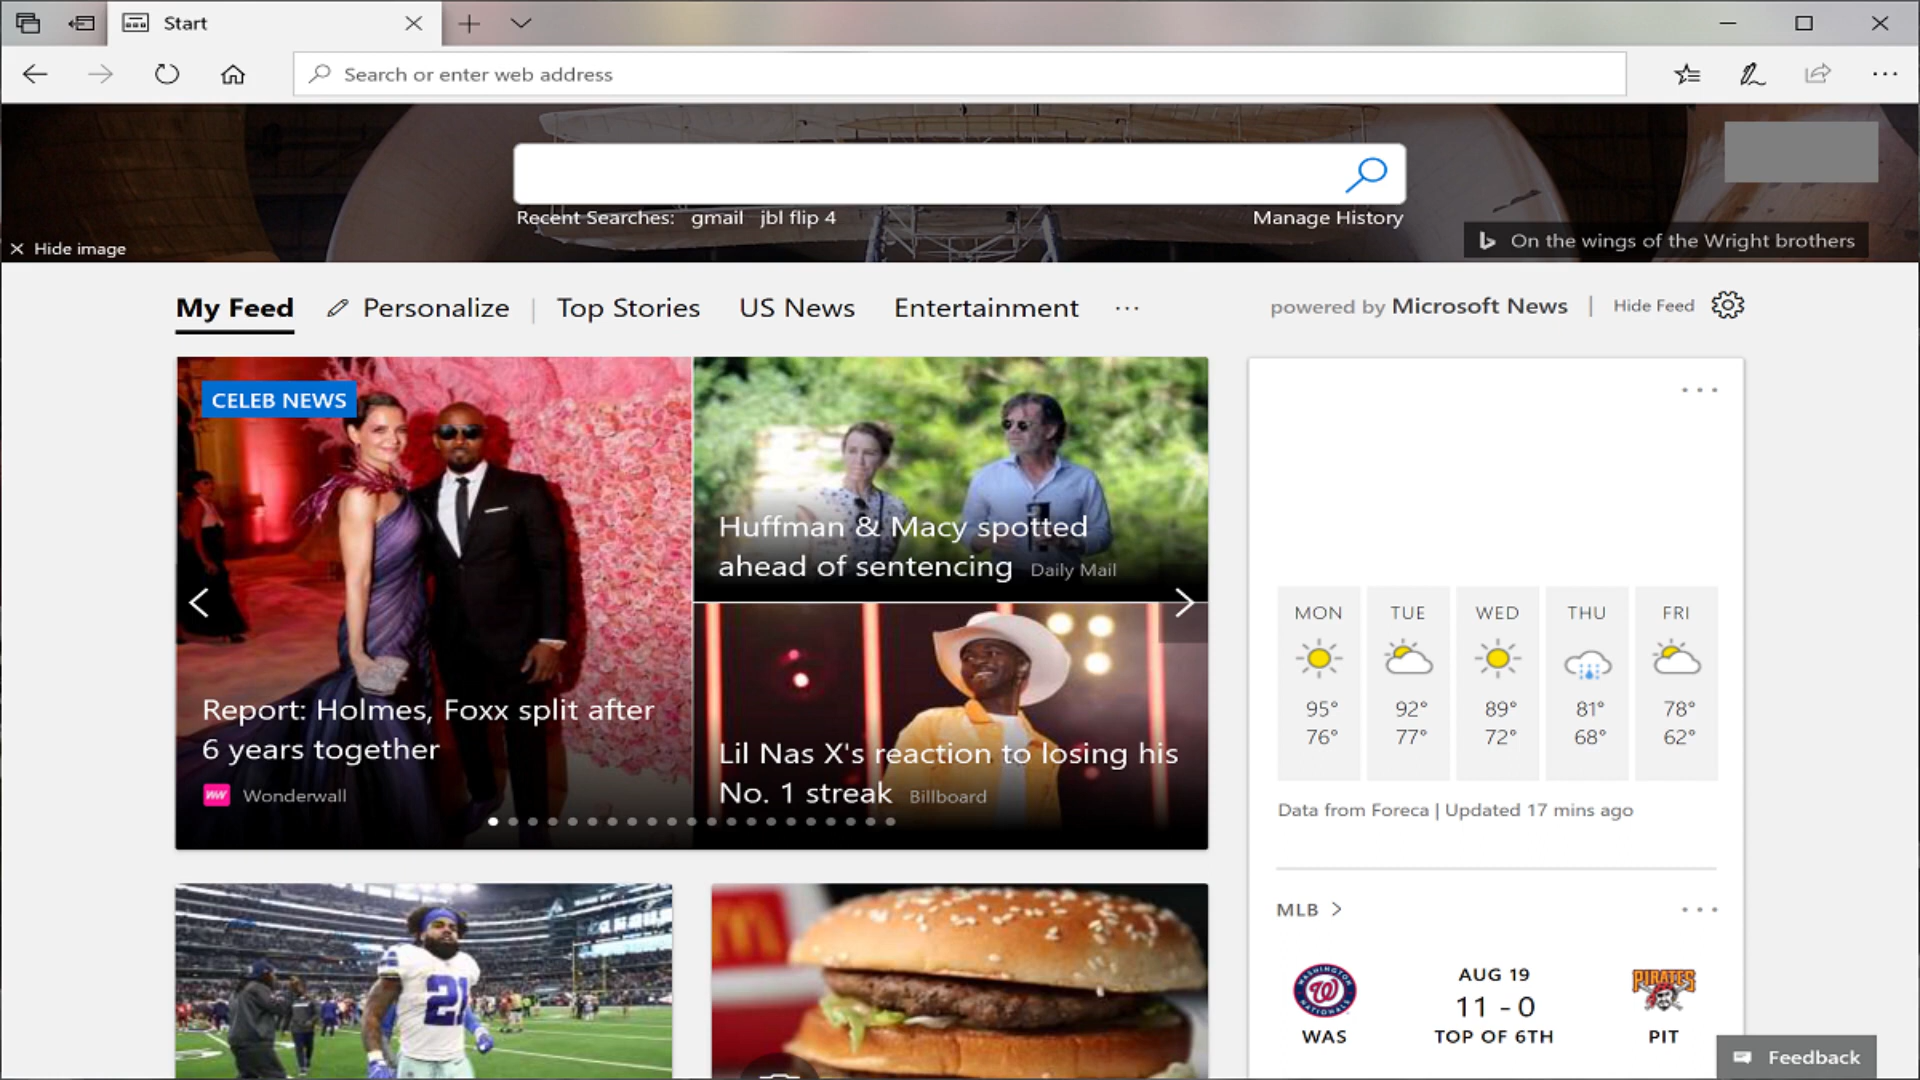 Start
Search or enter web address
Recent Searches: gmail jbl flip 4
Manage History
Hide image
On the wings of the Wright brothers
My Feed
Personalize
Top Stories
US News
Entertainment
powered by Microsoft News
Hide Feed
CELEB NEWS
Report: Holmes, Foxx split after
6 years together
Wonderwall
Huffman & Macy spotted
ahead of sentencing Daily Mail
Lil Nas X's reaction to losing his
No. 1 streak Billboard
MON TUE WED THU FRI
95° 92° 89° 81° 78°
76° 77° 72° 68° 62°
Data from Foreca | Updated 17 mins ago
MLB
WASHINGTON
W
NATIONALS
WAS
AUG 19
11 - 0
TOP OF 6TH
PIRATES
PIT
21
Feedback